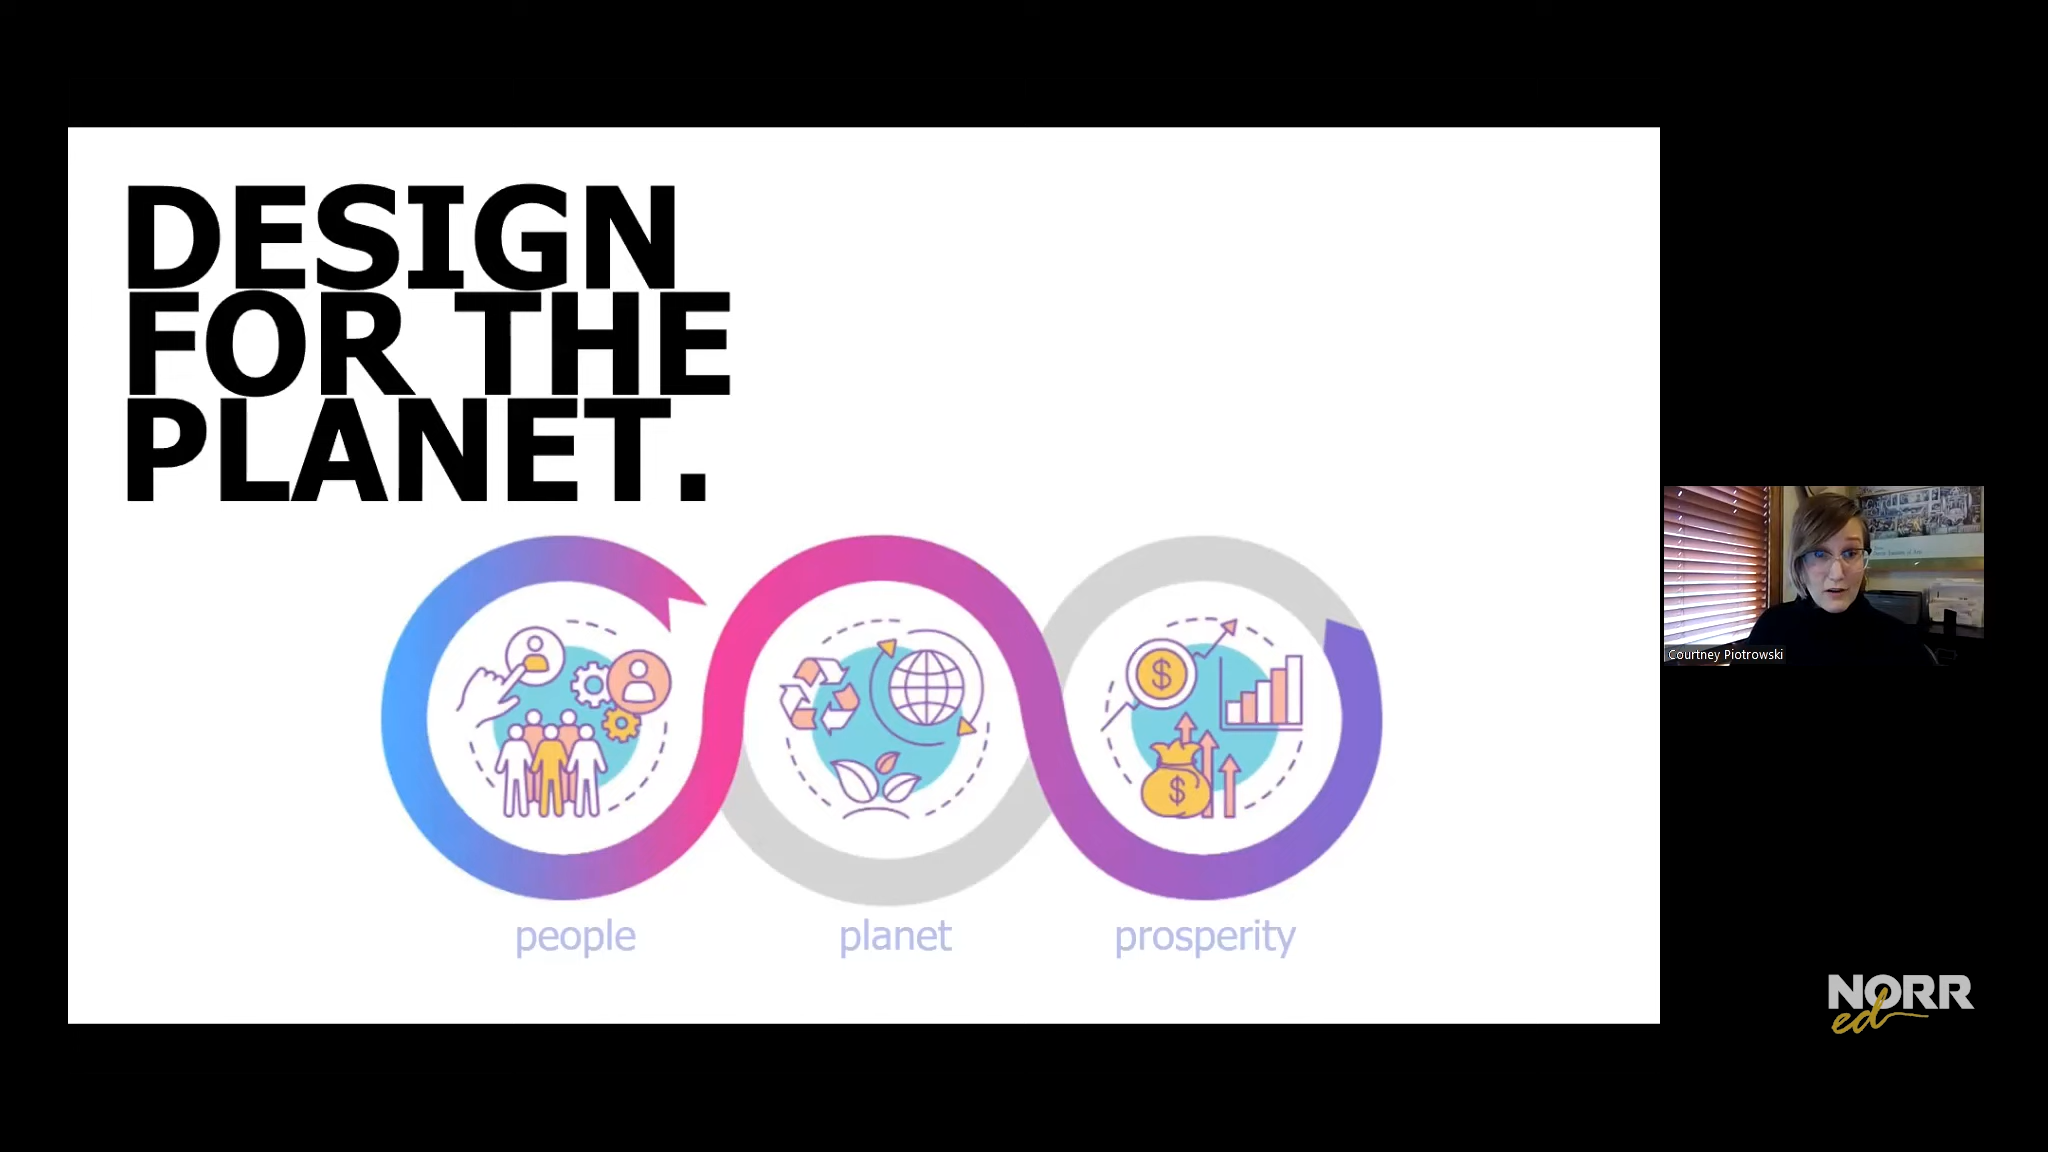 DESIGN
FOR THE
PLANET.
$
$
people
planet
prosperity
Courtney Piotrowski
NORR
ed